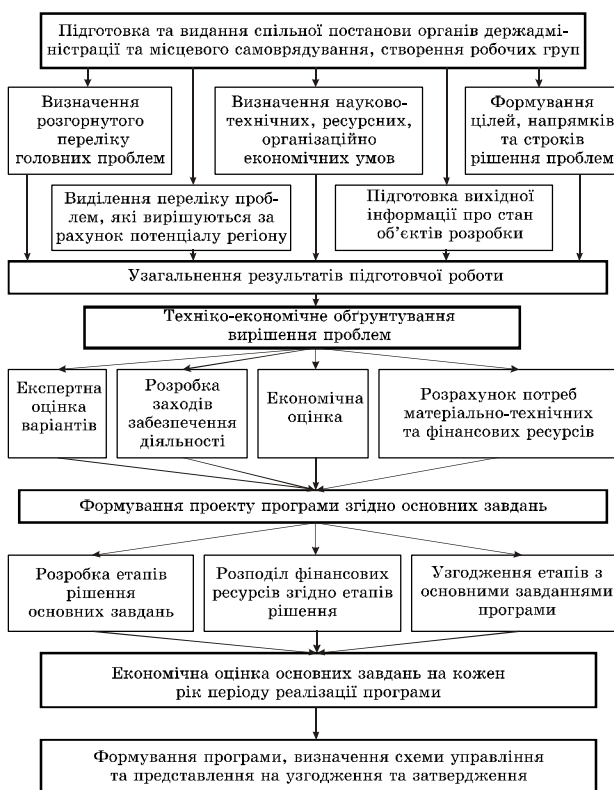 Підготовка та видання спільної постанови органів держадмі-
ністрації та місцевого самоврядування, створення робочих груп
Визначення
розгорнутого
переліку
головних проблем
Визначення науково-
технічних, ресурсних,
організаційно
економічних умов
Формування
цілей, напрямків
та строків
рішення проблем
Виділення переліку проб-
лем, які вирішуються за
рахунок потенціалу регіону
Підготовка вихідної
інформації про стан
об’єктів розробки
Узагальнення результатів підготовчої роботи
Техніко-економічне обґрунтування
вирішення проблем
Експертна
оцінка
варіантів
Розробка
заходів
забезпечення
діяльності
Економічна
оцінка
Розрахунок потреб
матеріально-технічних
та фінансових ресурсів
Формування проекту програми згідно основних завдань
Розробка етапів
рішення
основних завдань
Розподіл фінансових
ресурсів згідно етапів
рішення
Узгодження етапів з
основними завданнями
програми
Економічна оцінка основних завдань на кожен
рік періоду реалізації програми
Формування програми, визначення схеми управління
та представлення на узгодження та затвердження